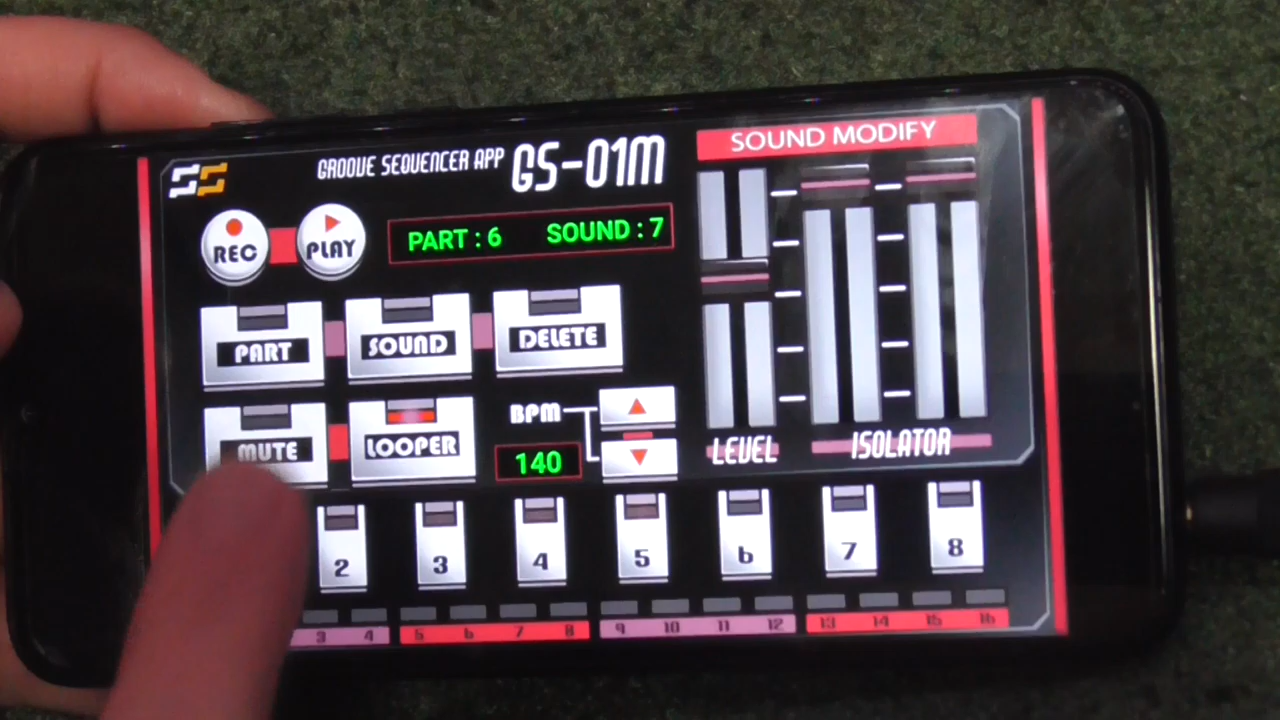 GROOVE SEQUENCER APP GS-01M
SOUND MODIFY
REC PLAY
PART : 6 SOUND : 7
PART SOUND DELETE
MUTE LOOPER
BPM
140
LEVEL ISOLATOR
2 3 4 5 6 7 8
3 4 5 6 7 8 9 10 11 12 13 14 15 16